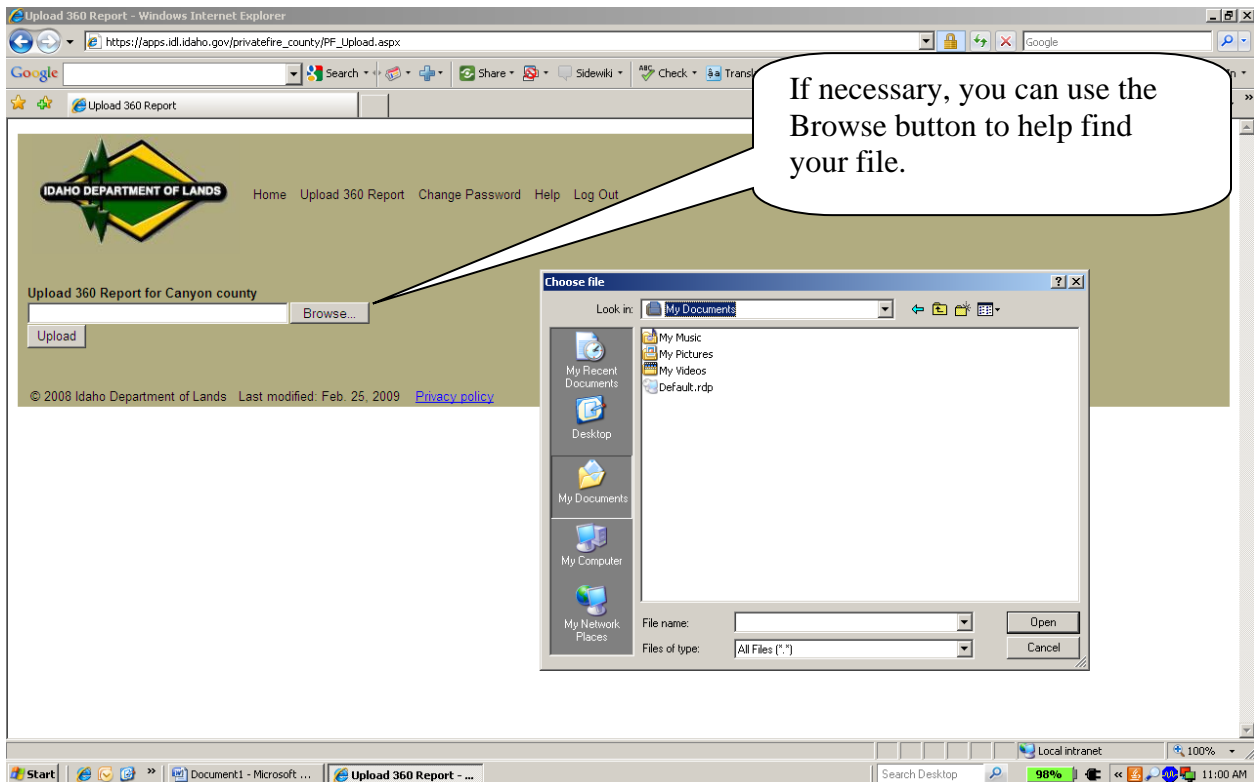 Upload 360 Report - Windows Internet Explorer
https://apps.idl.idaho.gov/privatefire_county/PF_Upload.aspx
Google
Google
Search
Share
Sidewiki
Check
Upload 360 Report
If necessary, you can use the
Browse button to help find
your file.
IDAHO DEPARTMENT OF LANDS
Home Upload 360 Report Change Password Help Log Out
Upload 360 Report for Canyon county
Browse...
Upload
© 2008 Idaho Department of Lands Last modified: Feb. 25, 2009 Privacy policy
Choose file
Look in: My Documents
My Recent
Documents
Desktop
My Documents
My Computer
My Network
Places
My Music
My Pictures
My Videos
Default.rdp
File name:
Open
Files of type: All Files (*.*)
Cancel
Local intranet
100%
Start
Document1 - Microsoft ...
Upload 360 Report - ...
Search Desktop
98%
11:00 AM